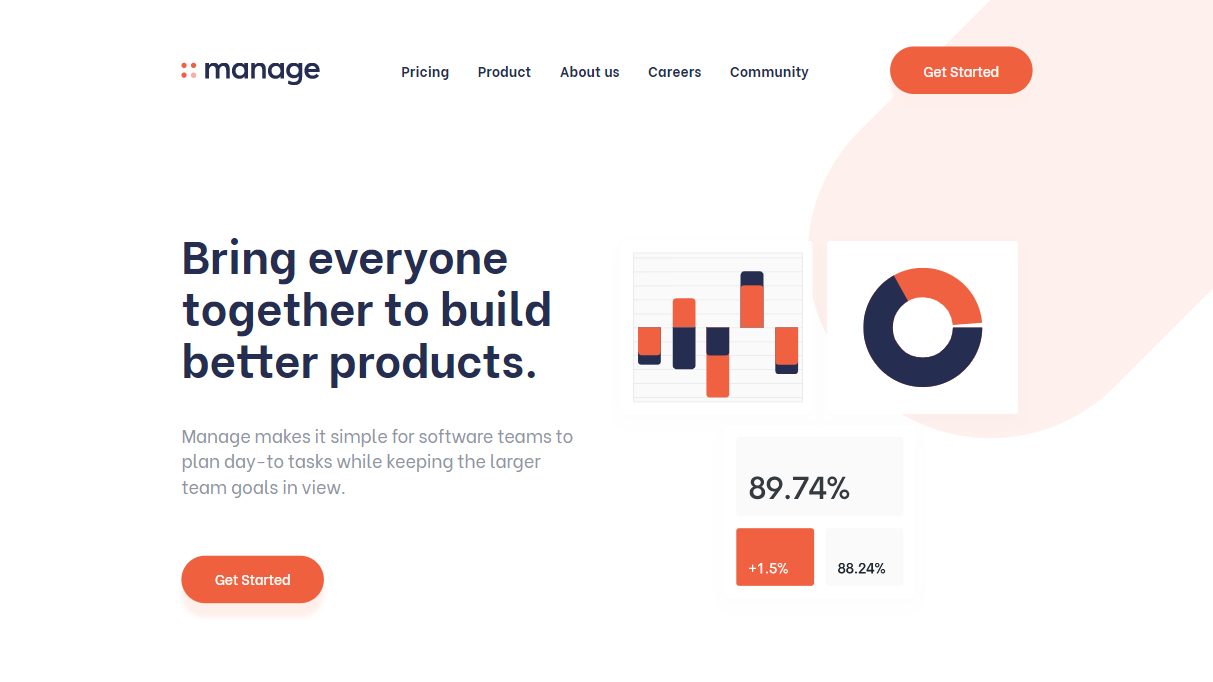 manage
Pricing
Product
About us
Careers
Community
Get Started
Bring everyone
together to build
better products.
Manage makes it simple for software teams to
plan day-to tasks while keeping the larger
team goals in view.
Get Started
89.74%
+1.5%
88.24%